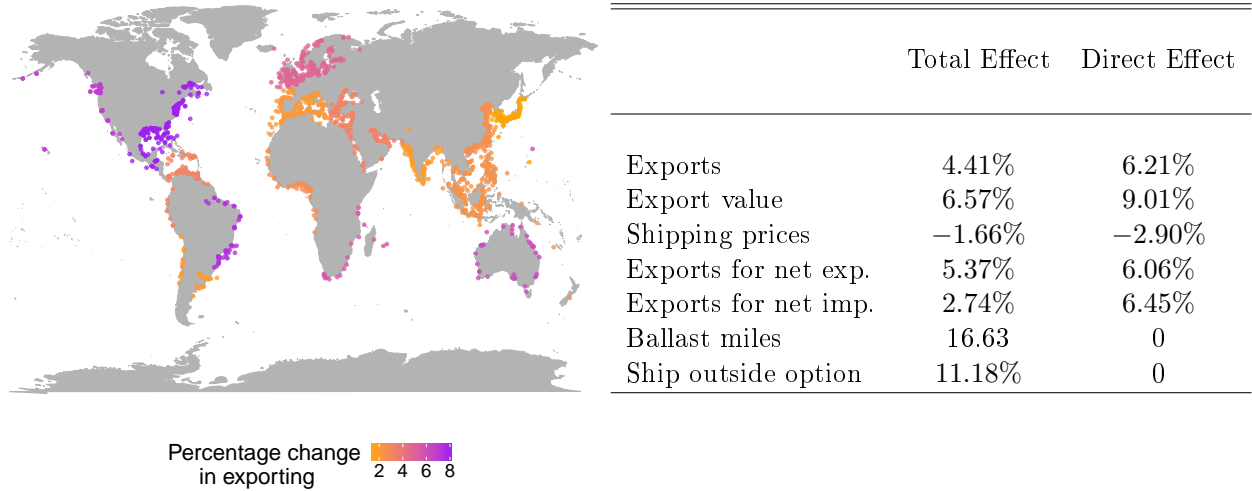 Total Effect Direct Effect
Exports 4.41% 6.21%
Export value 6.57% 9.01%
Shipping prices −1.66% −2.90%
Exports for net exp. 5.37% 6.06%
Exports for net imp. 2.74% 6.45%
Ballast miles 16.63 0
Ship outside option 11.18% 0
Percentage change
in exporting
2 4 6 8